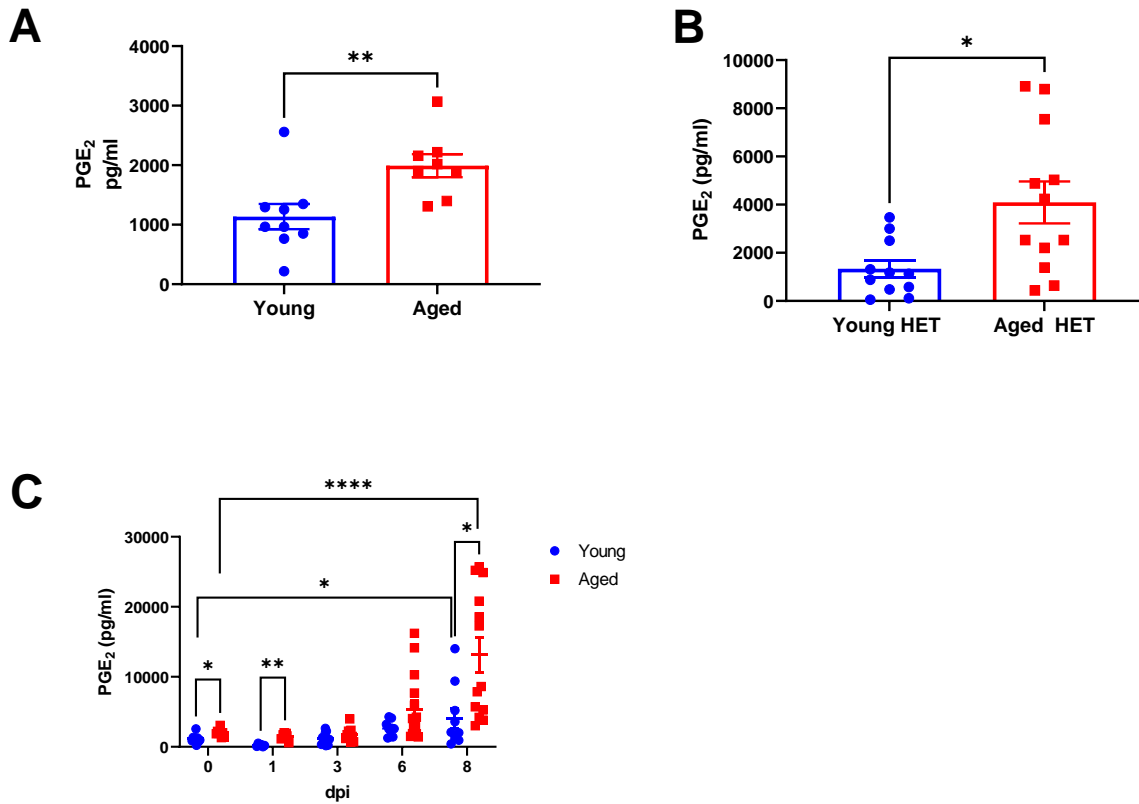 A
4000
3000
2000
1000
0
PGE2
pg/ml
**
Young
Aged
B
10000
8000
6000
4000
2000
0
PGE2 (pg/ml)
*
Young HET
Aged HET
C
30000
20000
10000
0
PGE2 (pg/ml)
****
*
*
*
**
0
1
3
6
8
dpi
Young
Aged